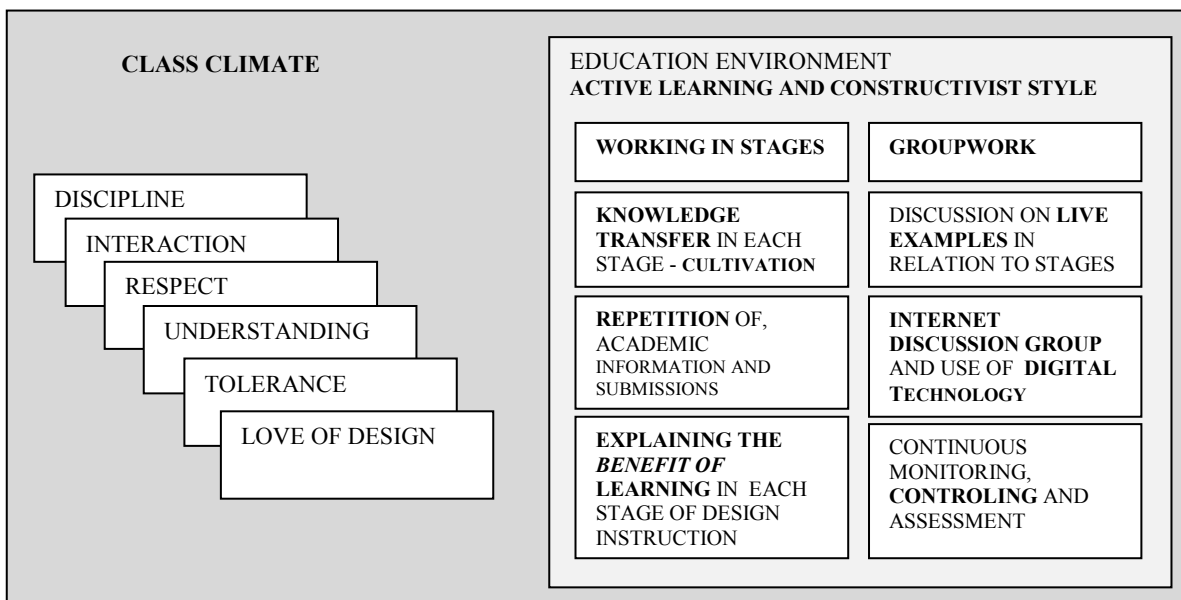 CLASS CLIMATE
DISCIPLINE
INTERACTION
RESPECT
UNDERSTANDING
TOLERANCE
LOVE OF DESIGN
EDUCATION ENVIRONMENT
ACTIVE LEARNING AND CONSTRUCTIVIST STYLE
WORKING IN STAGES
KNOWLEDGE
TRANSFER IN EACH
STAGE - CULTIVATION
REPETITION OF,
ACADEMIC
INFORMATION AND
SUBMISSIONS
EXPLAINING THE
BENEFIT OF
LEARNING IN EACH
STAGE OF DESIGN
INSTRUCTION
GROUPWORK
DISCUSSION ON LIVE
EXAMPLES IN
RELATION TO STAGES
INTERNET
DISCUSSION GROUP
AND USE OF DIGITAL
TECHNOLOGY
CONTINUOUS
MONITORING,
CONTROLING AND
ASSESSMENT